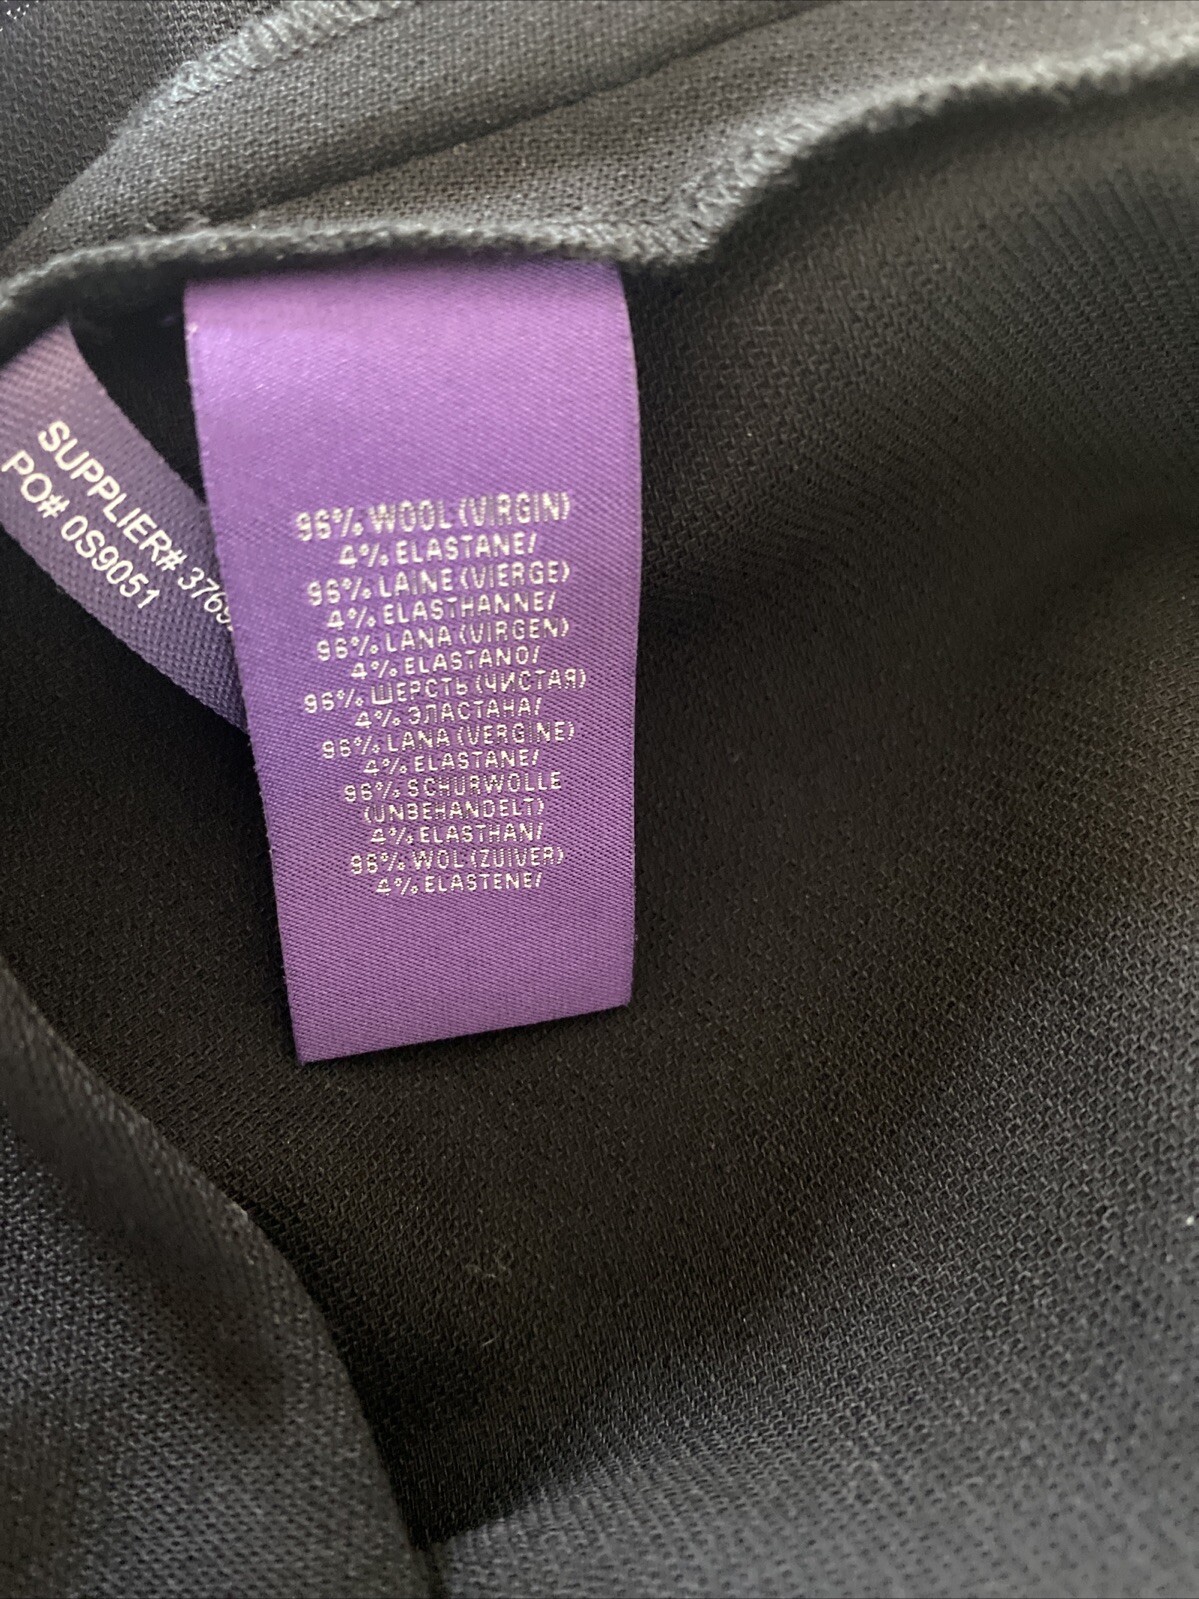 SUPPLIER#
PO# 0S9051
96% WOOL (VIRGIN)
4% ELASTANE/
96% LAINE (VIERGE)
4% ELASTHANNE/
96% LANA (VIRGEN)
4% ELASTANO/
96% ШЕРСТЬ (ЧИСТАЯ)
4% ЭЛАСТАНА/
96% LANA (VERGINE)
4% ELASTANE/
96% SCHURWOLLE
(UNBEHANDELT)
4% ELASTHAN/
96% WOL (ZUIVER)
4% ELASTENE/